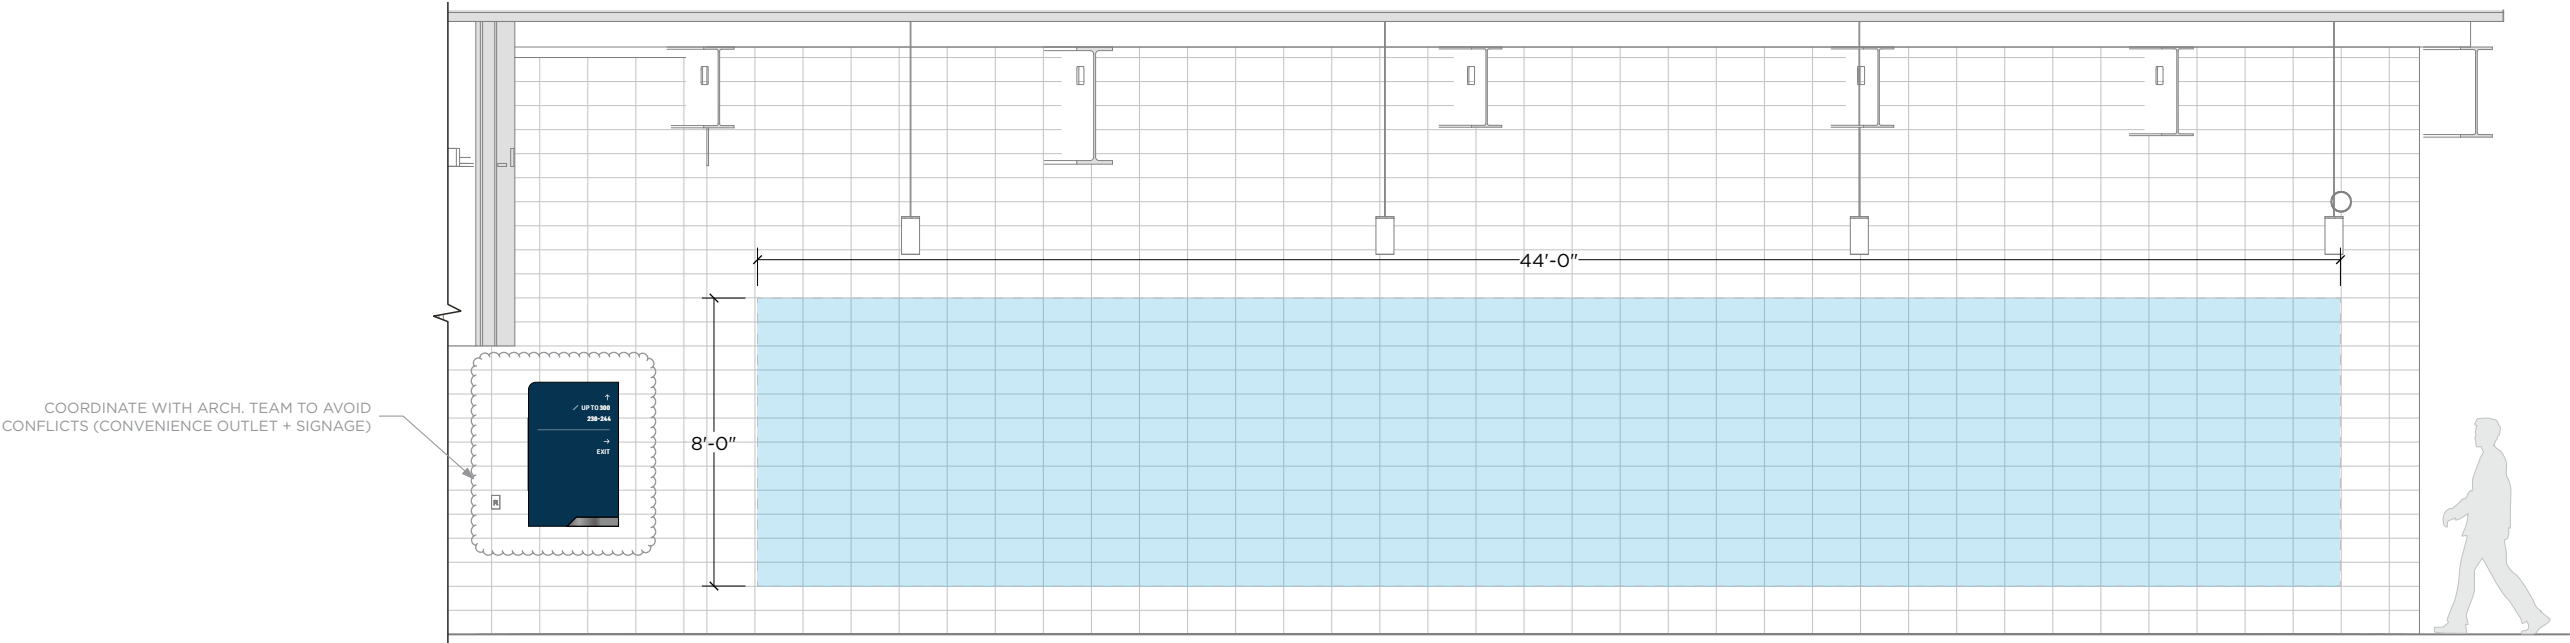 44'-0"
COORDINATE WITH ARCH. TEAM TO AVOID
CONFLICTS (CONVENIENCE OUTLET + SIGNAGE)
↑
↗ UP TO 300
230-244
→
EXIT
8'-0"